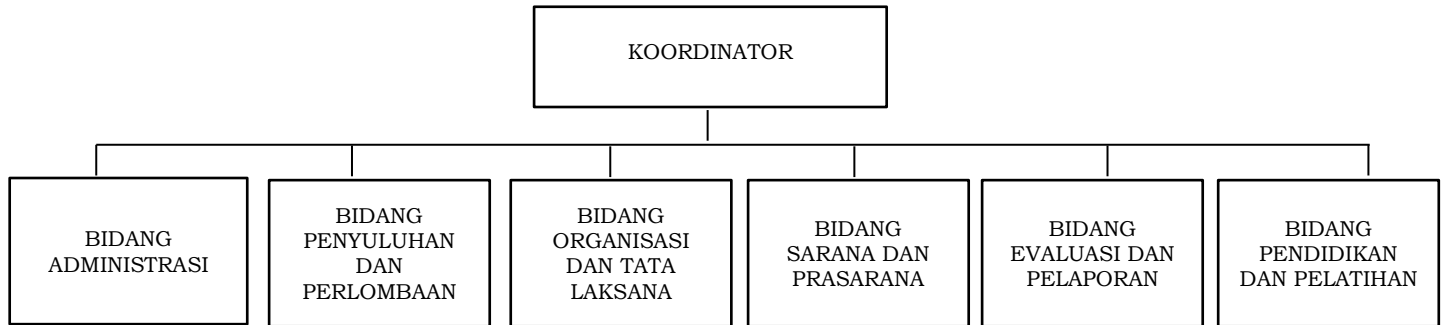 KOORDINATOR
BIDANG
ADMINISTRASI
BIDANG
PENYULUHAN
DAN
PERLOMBAAN
BIDANG
ORGANISASI
DAN TATA
LAKSANA
BIDANG
SARANA DAN
PRASARANA
BIDANG
EVALUASI DAN
PELAPORAN
BIDANG
PENDIDIKAN
DAN PELATIHAN